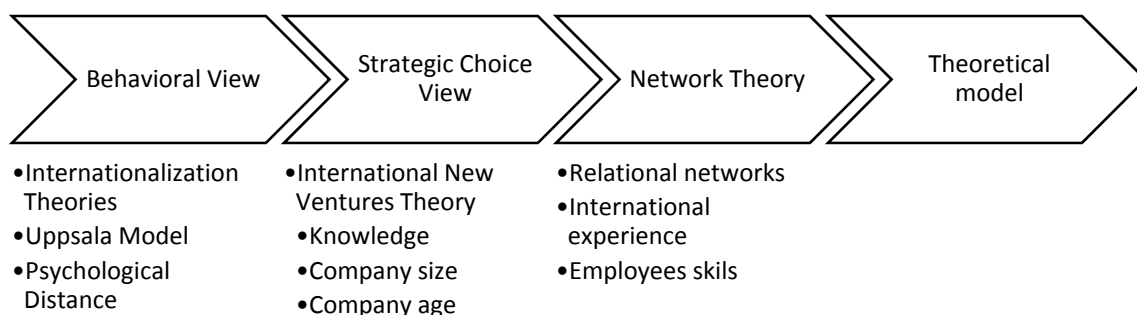 Behavioral View
Strategic Choice
View
Network Theory
Theoretical
model
•Internationalization
Theories
•Uppsala Model
•Psychological
Distance
•International New
Ventures Theory
•Knowledge
•Company size
•Company age
•Relational networks
•International
experience
•Employees skils